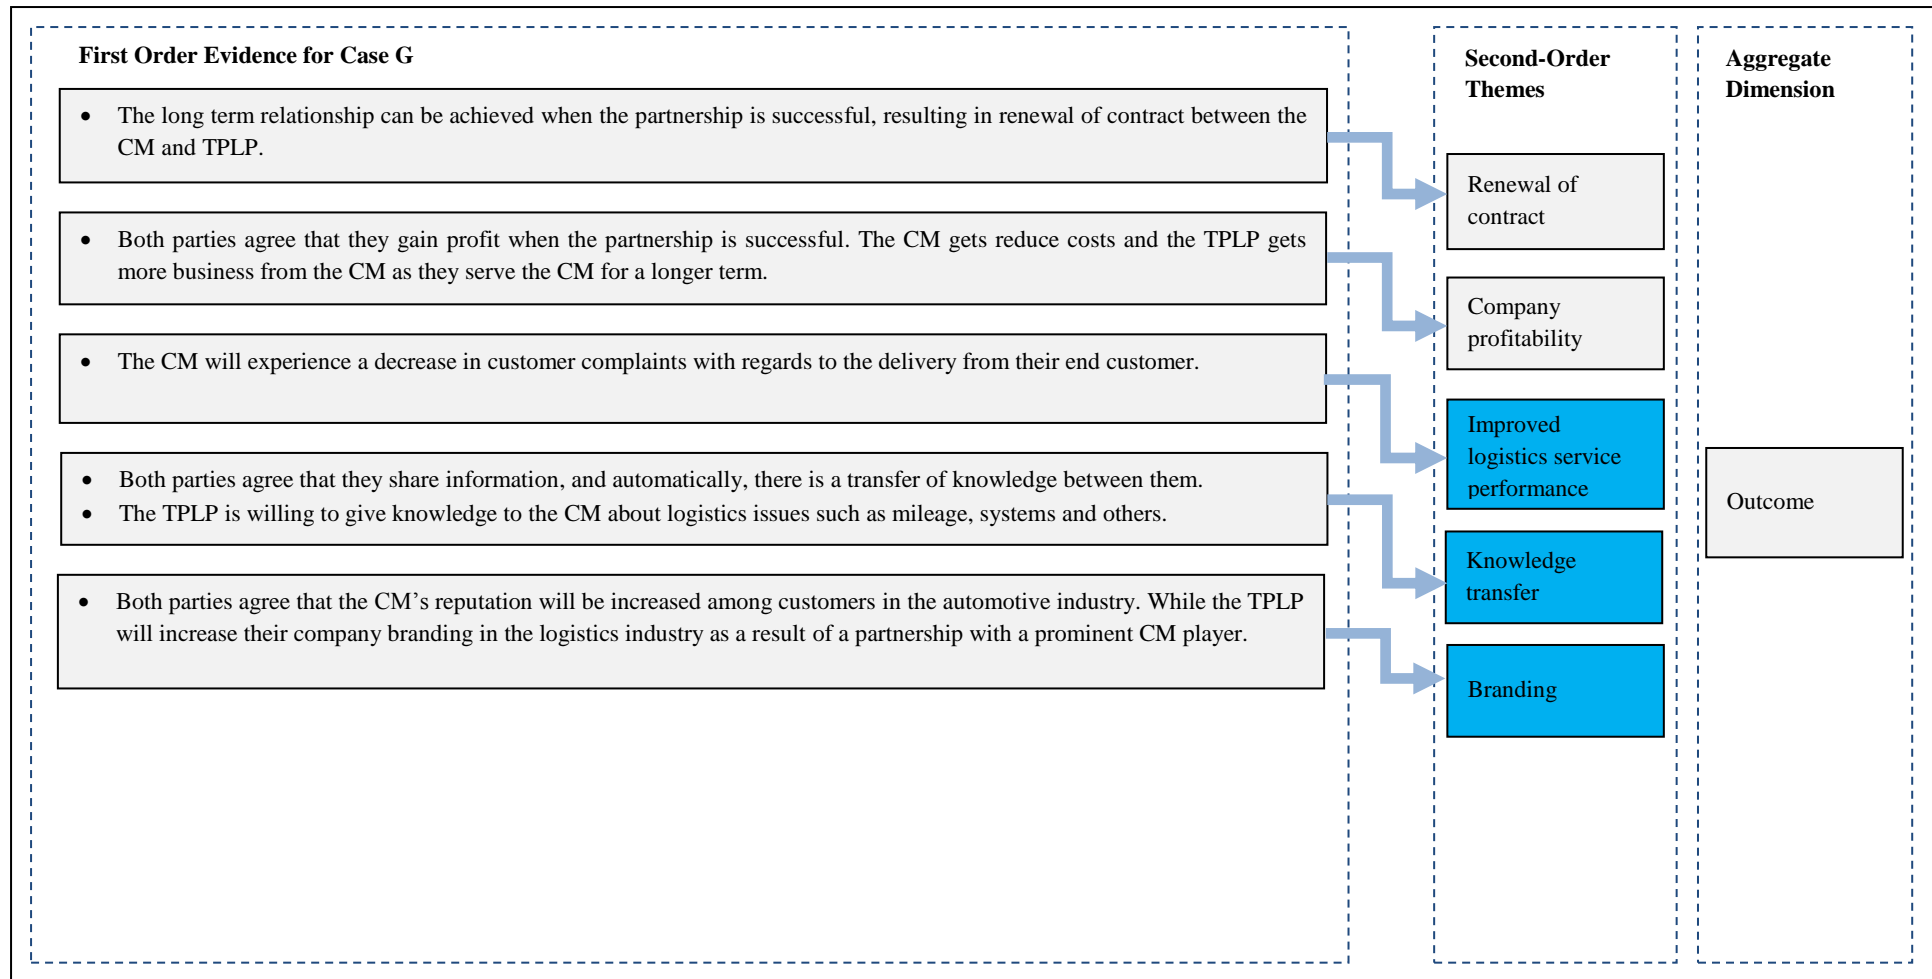 First Order Evidence for Case G
• The long term relationship can be achieved when the partnership is successful, resulting in renewal of contract between the
CM and TPLP.
• Both parties agree that they gain profit when the partnership is successful. The CM gets reduce costs and the TPLP gets
more business from the CM as they serve the CM for a longer term.
• The CM will experience a decrease in customer complaints with regards to the delivery from their end customer.
• Both parties agree that they share information, and automatically, there is a transfer of knowledge between them.
• The TPLP is willing to give knowledge to the CM about logistics issues such as mileage, systems and others.
• Both parties agree that the CM’s reputation will be increased among customers in the automotive industry. While the TPLP
will increase their company branding in the logistics industry as a result of a partnership with a prominent CM player.
Second-Order
Themes
Renewal of
contract
Company
profitability
Improved
logistics service
performance
Knowledge
transfer
Branding
Aggregate
Dimension
Outcome